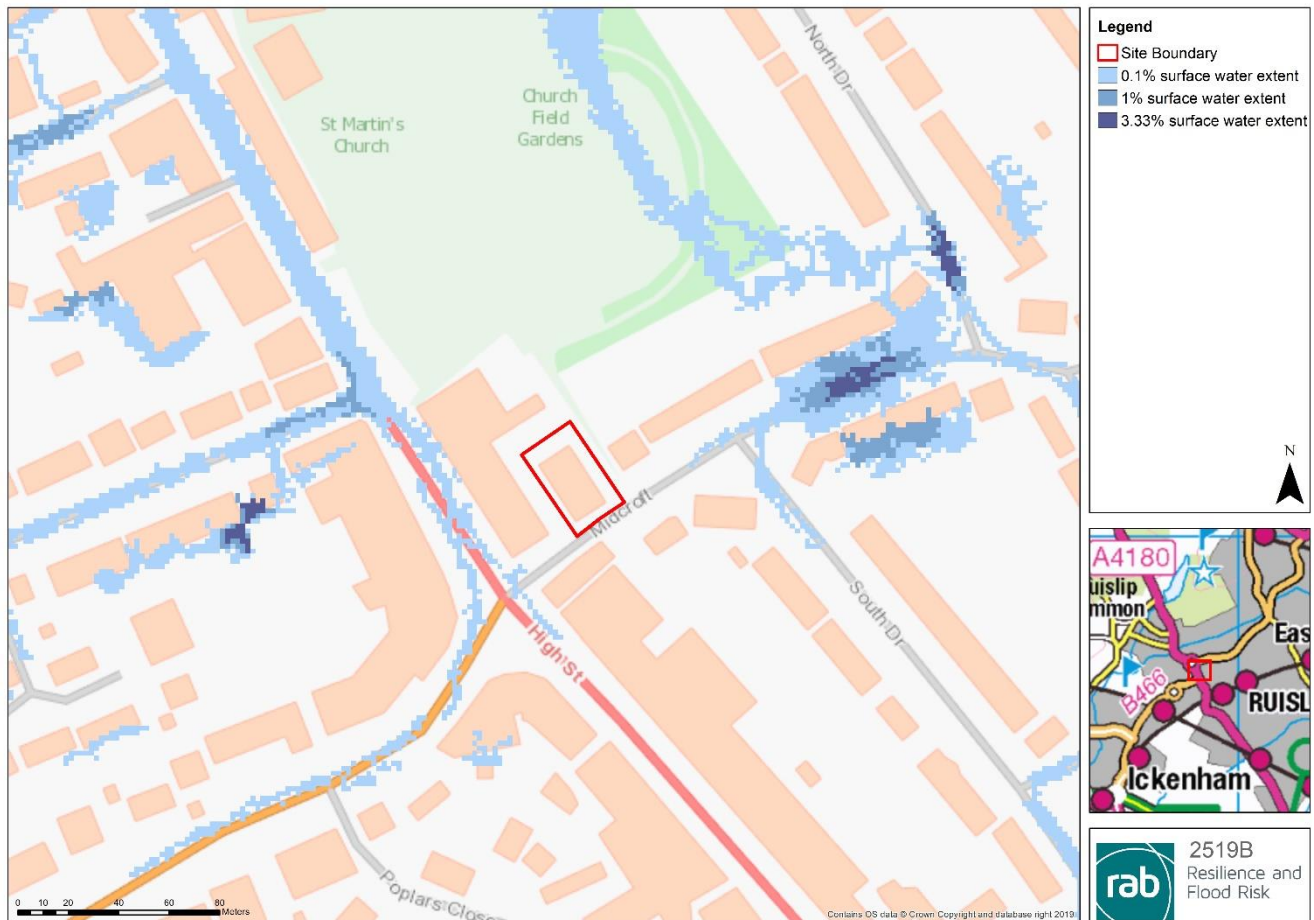 St Martin's
Church
Church
Field
Gardens
North Dr
Midcroft
South Dr
High St
Poplars Close
0 10 20 40 60 80
Meters
Contains OS data © Crown Copyright and database right 2019
Legend
Site Boundary
0.1% surface water extent
1% surface water extent
3.33% surface water extent
N
A4180
uislip
mmon
Eas
B466
RUISL
Ickenham
rab
2519B
Resilience and
Flood Risk